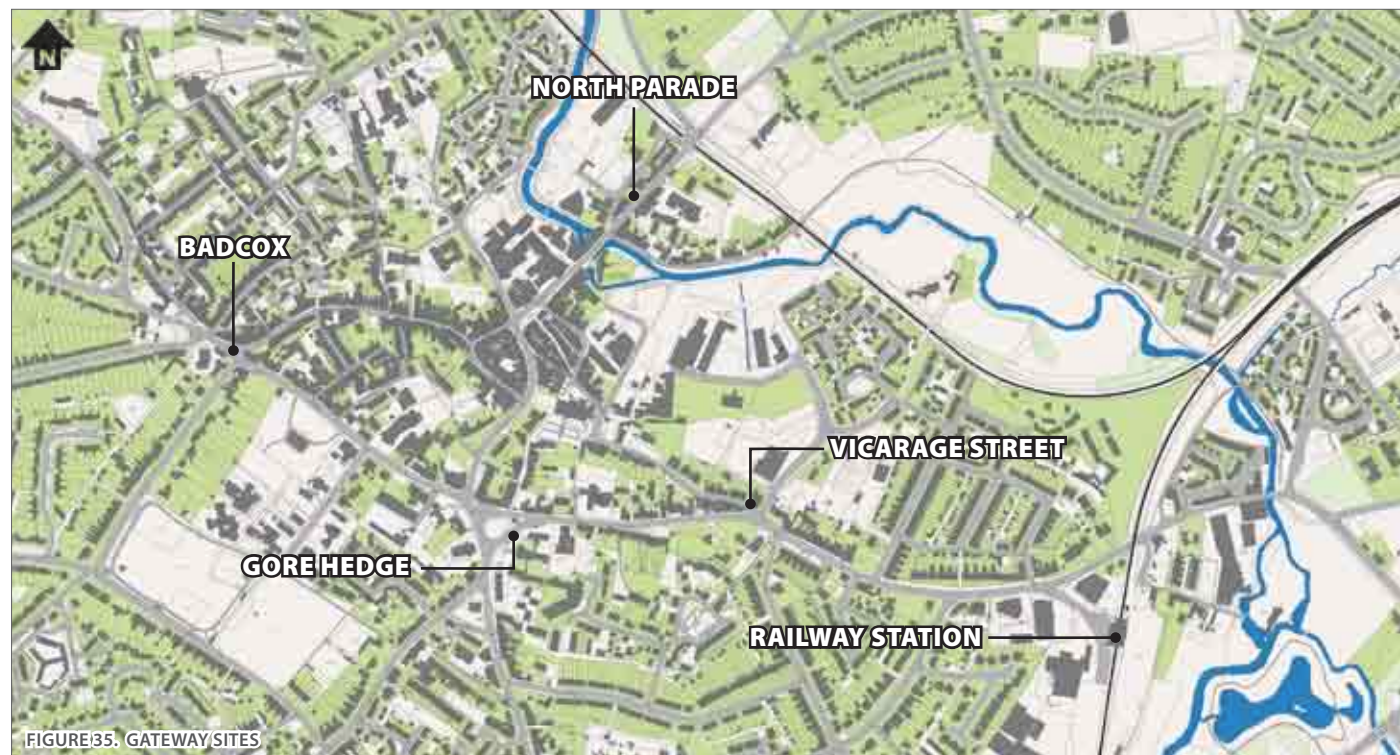 N
NORTH PARADE
BADCOX
VICARAGE STREET
GORE HEDGE
RAILWAY STATION
FIGURE 35. GATEWAY SITES